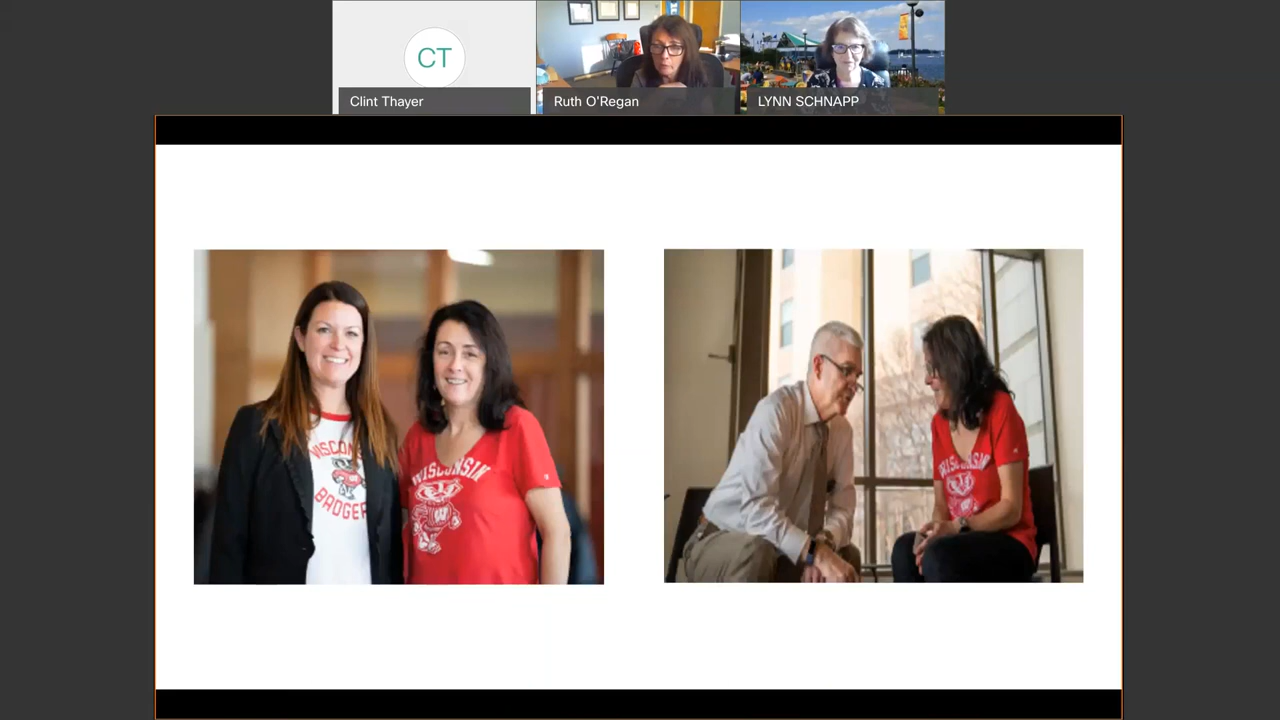 CT
Clint Thayer
Ruth O'Regan
LYNN SCHNAPP
WISCONSIN
BADGER
WISCONSIN
W
WISCONSIN